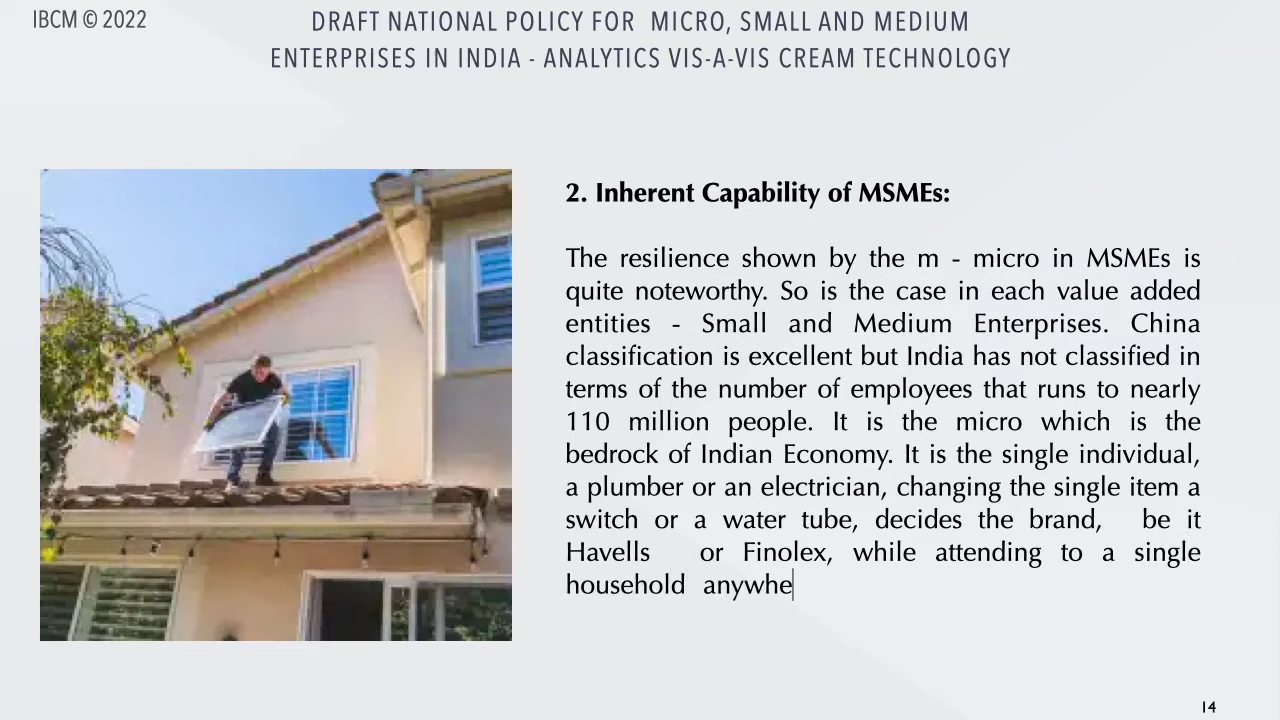 IBCM © 2022
DRAFT NATIONAL POLICY FOR MICRO, SMALL AND MEDIUM
ENTERPRISES IN INDIA - ANALYTICS VIS-A-VIS CREAM TECHNOLOGY
2. Inherent Capability of MSMEs:
The resilience shown by the m - micro in MSMEs is
quite noteworthy. So is the case in each value added
entities - Small and Medium Enterprises. China
classification is excellent but India has not classified in
terms of the number of employees that runs to nearly
110 million people. It is the micro which is the
bedrock of Indian Economy. It is the single individual,
a plumber or an electrician, changing the single item a
switch or a water tube, decides the brand, be it
Havells or Finolex, while attending to a single
household anywhe
14